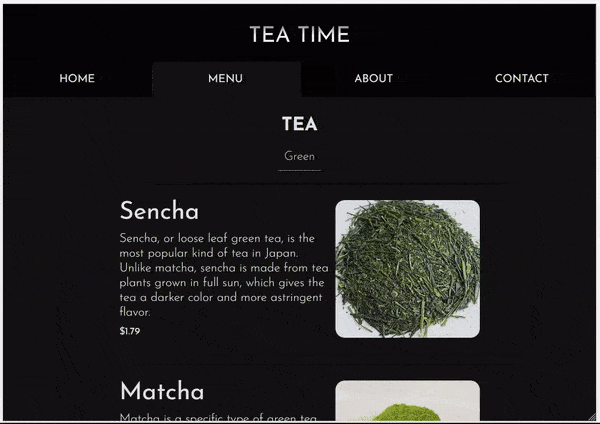 TEA TIME
HOME
MENU
ABOUT
CONTACT
TEA
Green
Sencha
Sencha, or loose leaf green tea, is the
most popular kind of tea in Japan.
Unlike matcha, sencha is made from tea
plants grown in full sun, which gives the
tea a darker color and more astringent
flavor.
$1.79
Matcha
Matcha is a specific type of green tea